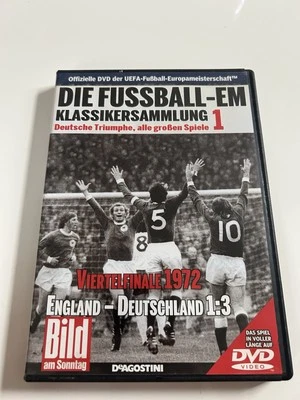 Offizielle DVD der UEFA-Fußball-Europameisterschaft™
DIE FUSSBALL-EM
KLASSIKERSAMMLUNG 1
Deutsche Triumphe, alle großen Spiele
5
8
10
VIERTELFINALE 1972
ENGLAND – DEUTSCHLAND 1:3
Bild
am Sonntag
DEAGOSTINI
DAS SPIEL
IN VOLLER
LÄNGE AUF
DVD
VIDEO